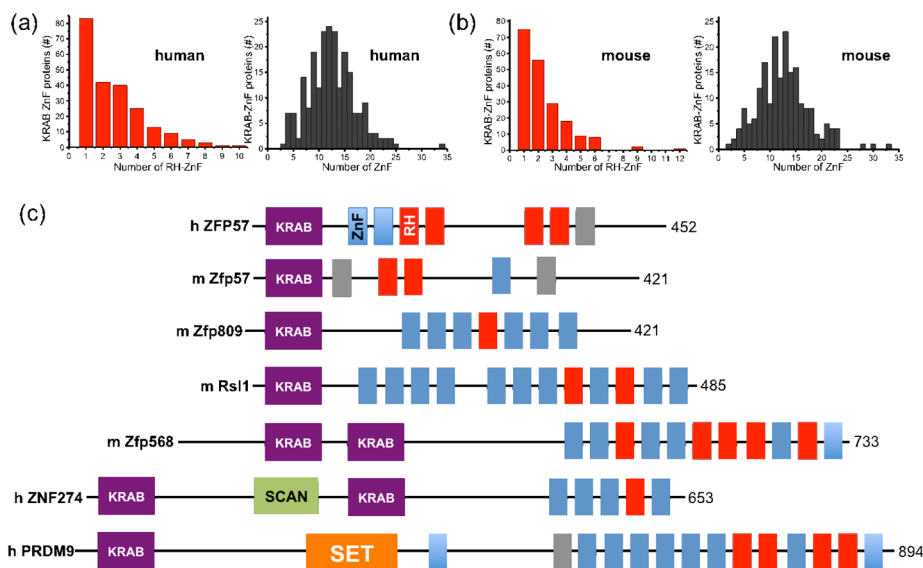 (a)
KRAB ZnF proteins (#)
80
70
60
50
40
30
20
10
0
human
0 1 2 3 4 5 6 7 8 9 10
Number of RH-ZnF
KRAB-ZnF proteins (#)
25
20
15
10
5
0
human
0 5 10 15 20 25 30 35
Number of ZnF
(b)
KRAB ZnF proteins (#)
80
70
60
50
40
30
20
10
0
mouse
0 1 2 3 4 5 6 7 8 9 10 11 12
Number of RH-ZnF
KRAB-ZnF proteins (#)
25
20
15
10
5
0
mouse
0 5 10 15 20 25 30 35
Number of ZnF
(c)
h ZFP57 KRAB ZnF RH 452
m Zfp57 KRAB 421
m Zfp809 KRAB 421
m Rsl1 KRAB 485
m Zfp568 KRAB KRAB 733
h ZNF274 KRAB SCAN KRAB 653
h PRDM9 KRAB SET 894